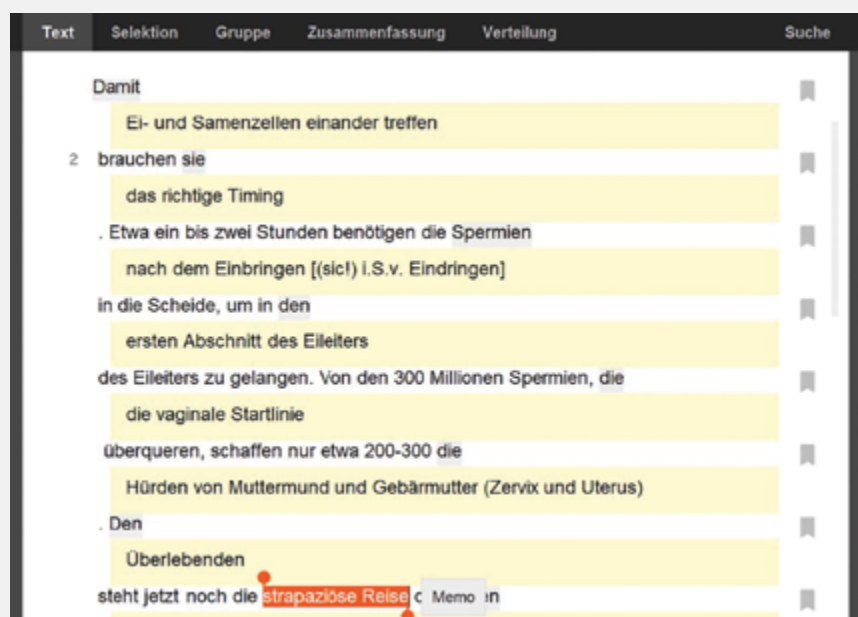 Text Selektion Gruppe Zusammenfassung Verteilung Suche
Damit
Ei- und Samenzellen einander treffen
2 brauchen sie
das richtige Timing
. Etwa ein bis zwei Stunden benötigen die Spermien
nach dem Einbringen [(sic!) i.S.v. Eindringen]
in die Scheide, um in den
ersten Abschnitt des Eileiters
des Eileiters zu gelangen. Von den 300 Millionen Spermien, die
die vaginale Startlinie
überqueren, schaffen nur etwa 200-300 die
Hürden von Muttermund und Gebärmutter (Zervix und Uterus)
. Den
Überlebenden
steht jetzt noch die strapaziöse Reise Memo